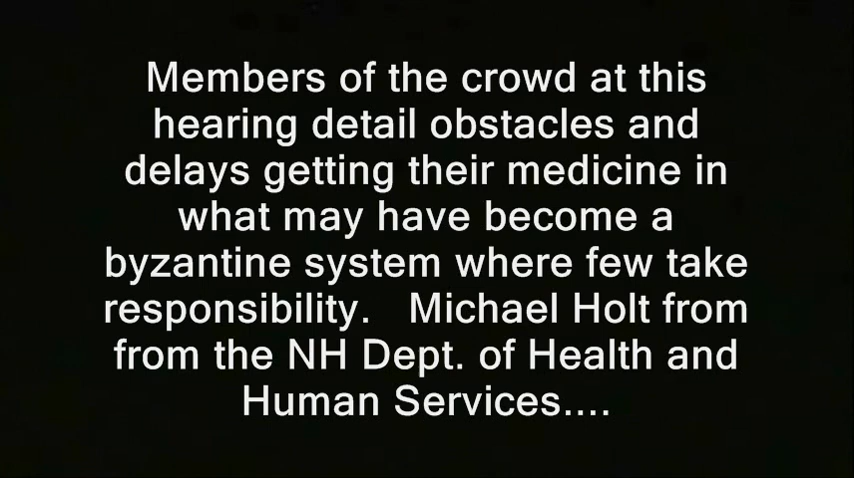 Members of the crowd at this
hearing detail obstacles and
delays getting their medicine in
what may have become a
byzantine system where few take
responsibility.   Michael Holt from
from the NH Dept. of Health and
Human Services....